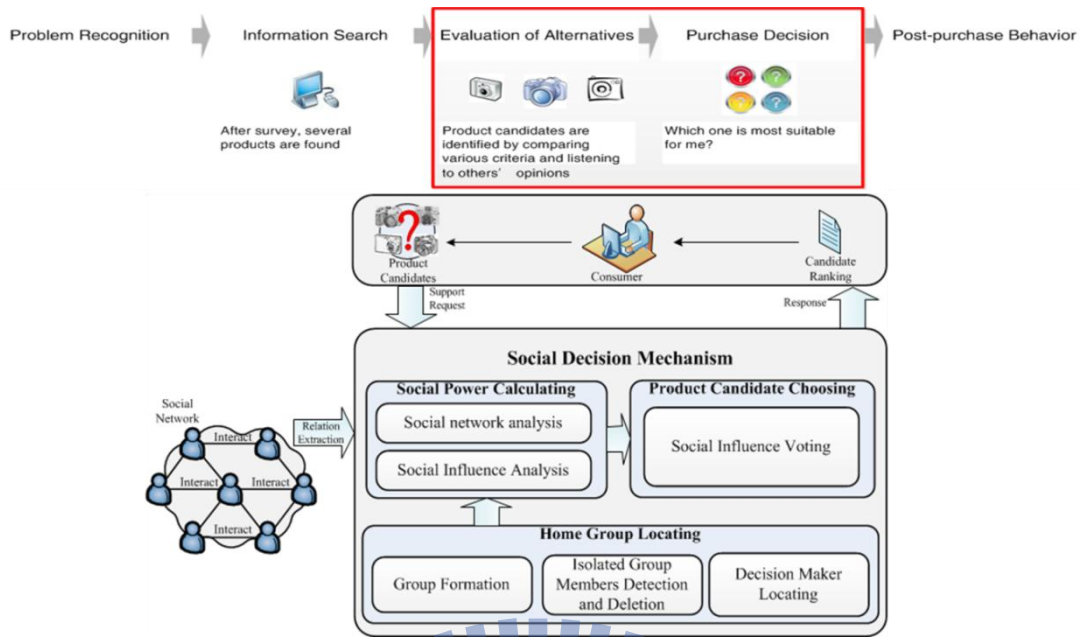 Problem Recognition
Information Search
Evaluation of Alternatives
Purchase Decision
Post-purchase Behavior
After survey, several
products are found
Product candidates are
identified by comparing
various criteria and listening
to others' opinions
? ?
? ?
Which one is most suitable
for me?
?
Product
Candidates
Consumer
Candidate
Ranking
Support
Request
Response
Social Decision Mechanism
Social Power Calculating
Social network analysis
Social Influence Analysis
Product Candidate Choosing
Social Influence Voting
Social
Network
Interact
Interact
Interact
Interact
Relation
Extraction
Home Group Locating
Group Formation
Isolated Group
Members Detection
and Deletion
Decision Maker
Locating